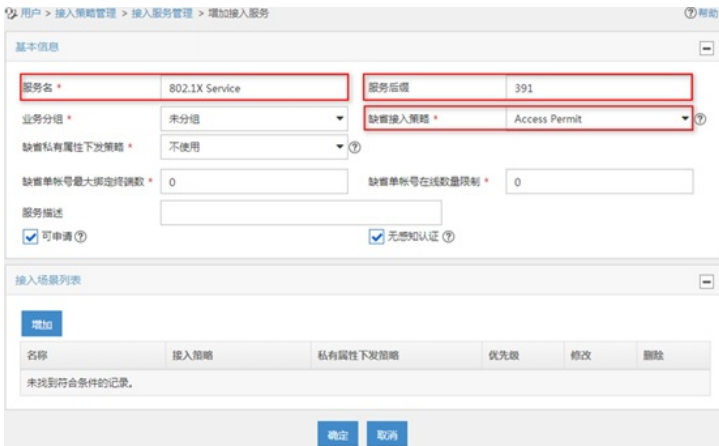 用户 > 接入策略管理 > 接入服务管理 > 增加接入服务 ?帮助
基本信息
服务名 * 802.1X Service 服务后缀 391
业务分组 * 未分组 缺省接入策略 * Access Permit ?
缺省私有属性下发策略 * 不使用 ?
缺省单帐号最大绑定终端数 * 0 缺省单帐号在线数量限制 * 0
服务描述
可申请 ? 无感知认证 ?
接入场景列表
增加
名称 接入策略 私有属性下发策略 优先级 修改 删除
未找到符合条件的记录。
确定 取消